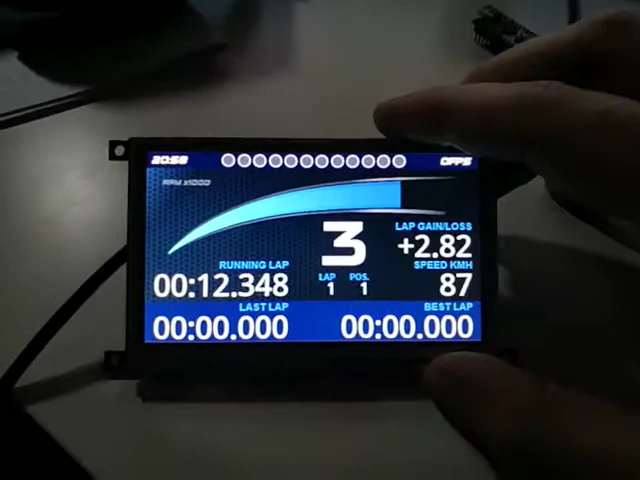 20:58 0FPS
RPM x1000
LAP GAIN/LOSS
3 +2.82
RUNNING LAP LAP POS. SPEED KMH
00:12.348 1 1 87
LAST LAP BEST LAP
00:00.000 00:00.000